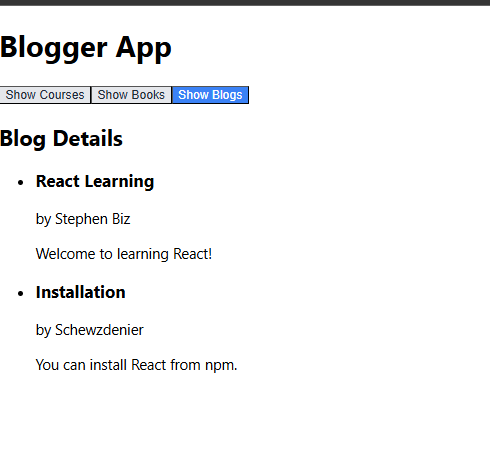 Blogger App
Show Courses Show Books Show Blogs
Blog Details
React Learning
by Stephen Biz
Welcome to learning React!
Installation
by Schewzdenier
You can install React from npm.